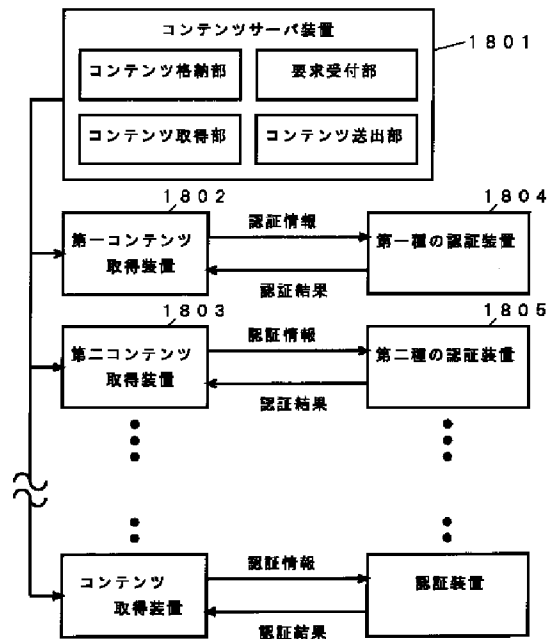 コンテンツサーバ装置
1801
コンテンツ格納部
要求受付部
コンテンツ取得部
コンテンツ送出部
1802
1804
第一コンテンツ
取得装置
認証情報
認証結果
第一種の認証装置
1803
1805
第二コンテンツ
取得装置
認証情報
認証結果
第二種の認証装置
コンテンツ
取得装置
認証情報
認証結果
認証装置